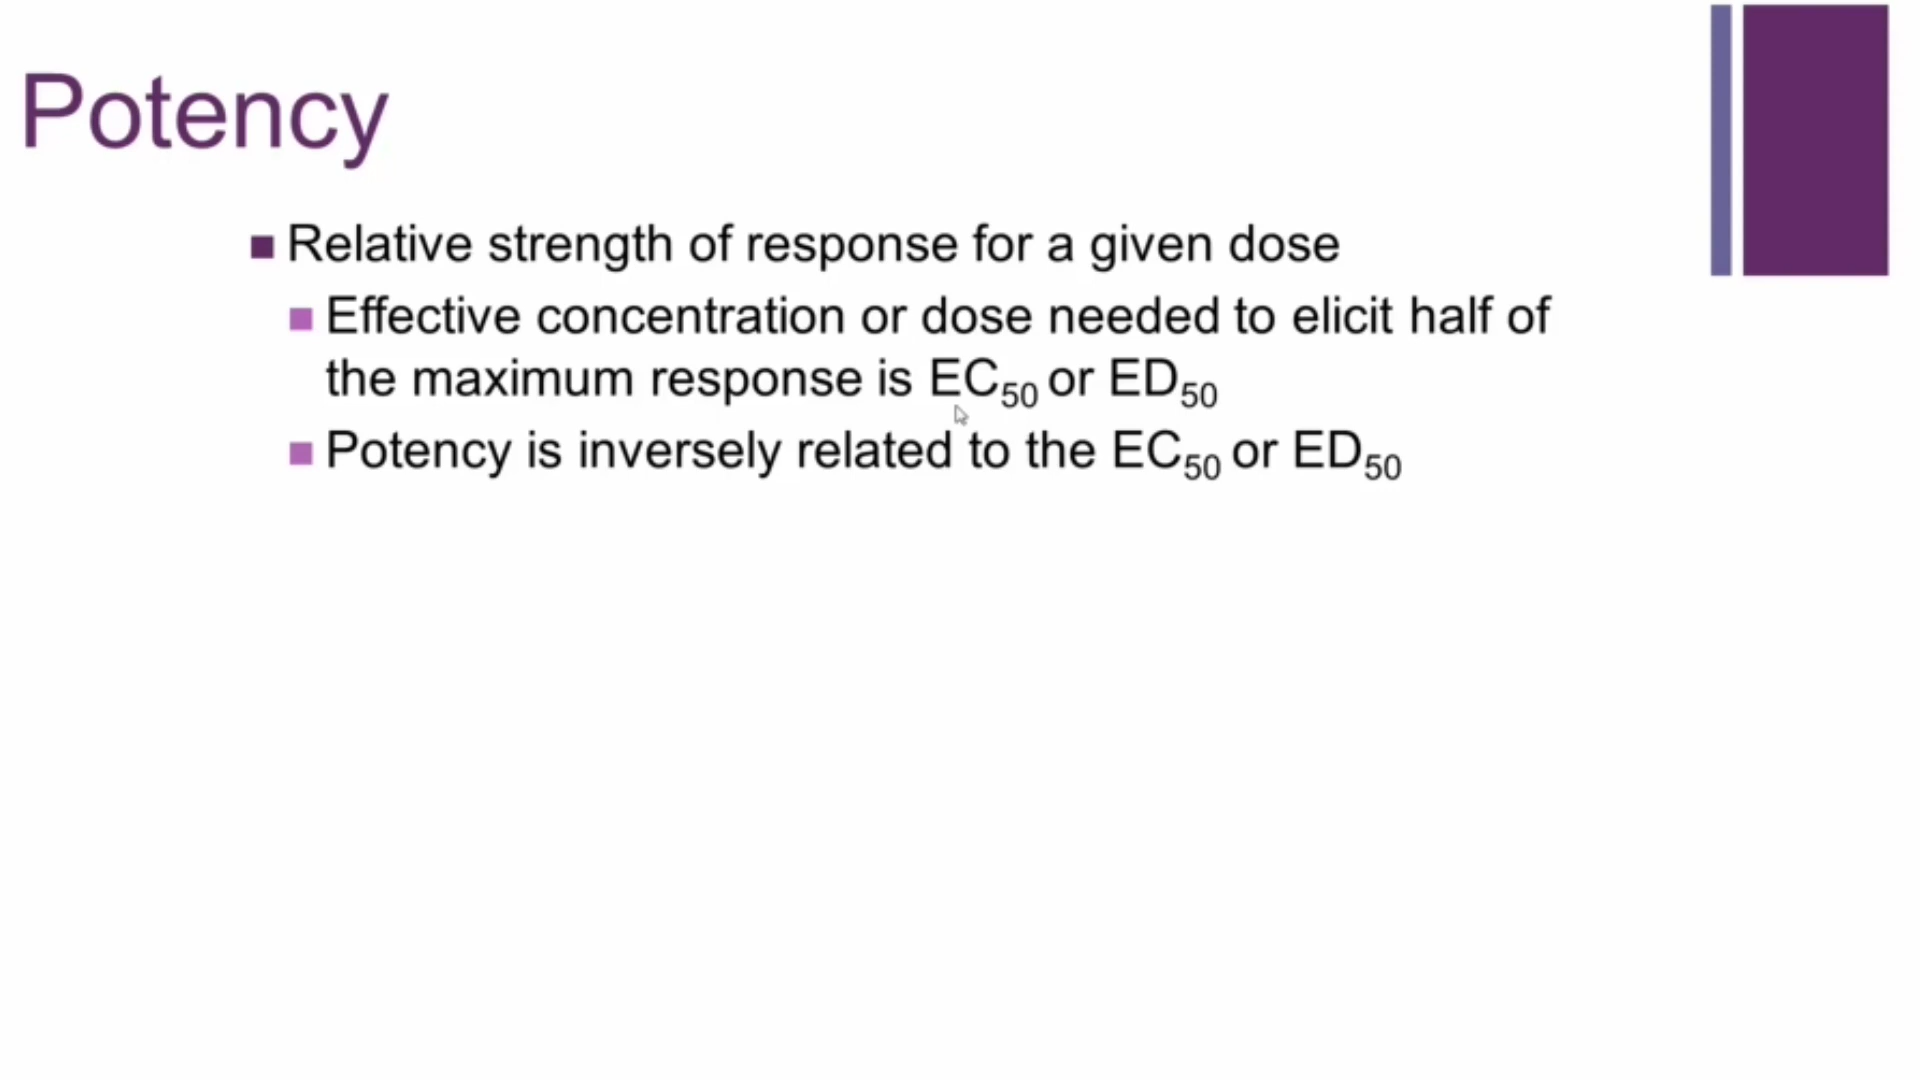 Potency
Relative strength of response for a given dose
Effective concentration or dose needed to elicit half of
the maximum response is EC₅₀ or ED₅₀
Potency is inversely related to the EC₅₀ or ED₅₀